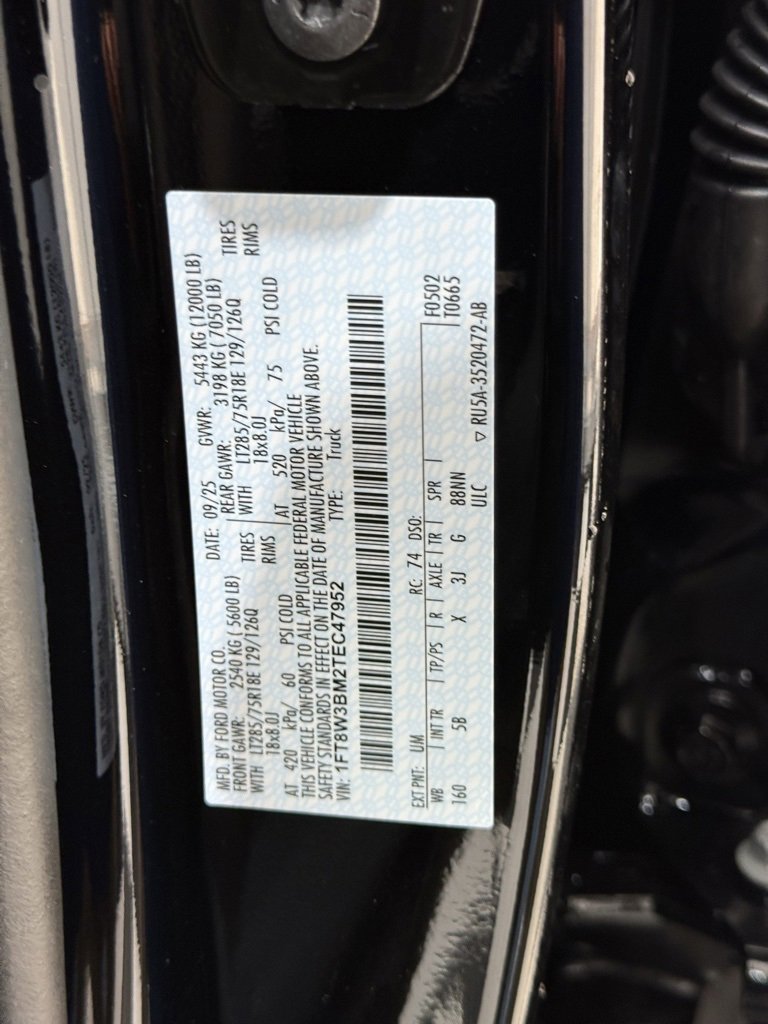 MFD. BY FORD MOTOR CO.
DATE: 09/25 GVWR: 5443 KG (12000 LB)
FRONT GAWR: 2540 KG ( 5600 LB)
REAR GAWR: 3198 KG ( 7050 LB)
WITH LT285/75R18E 129/126Q TIRES
WITH LT285/75R18E 129/126Q TIRES
18x8.0J RIMS
18x8.0J RIMS
AT 420 kPa/ 60 PSI COLD
AT 520 kPa/ 75 PSI COLD
THIS VEHICLE CONFORMS TO ALL APPLICABLE FEDERAL MOTOR VEHICLE
SAFETY STANDARDS IN EFFECT ON THE DATE OF MANUFACTURE SHOWN ABOVE.
VIN: 1FT8W3BM2TEC47952 TYPE: Truck
EXT PNT: UM RC: 74 DSO: F0502
WB INT TR TP/PS R AXLE TR SPR T0665
160 5B X 3J G 88NN
ULC ▽ RU5A-3520472-AB